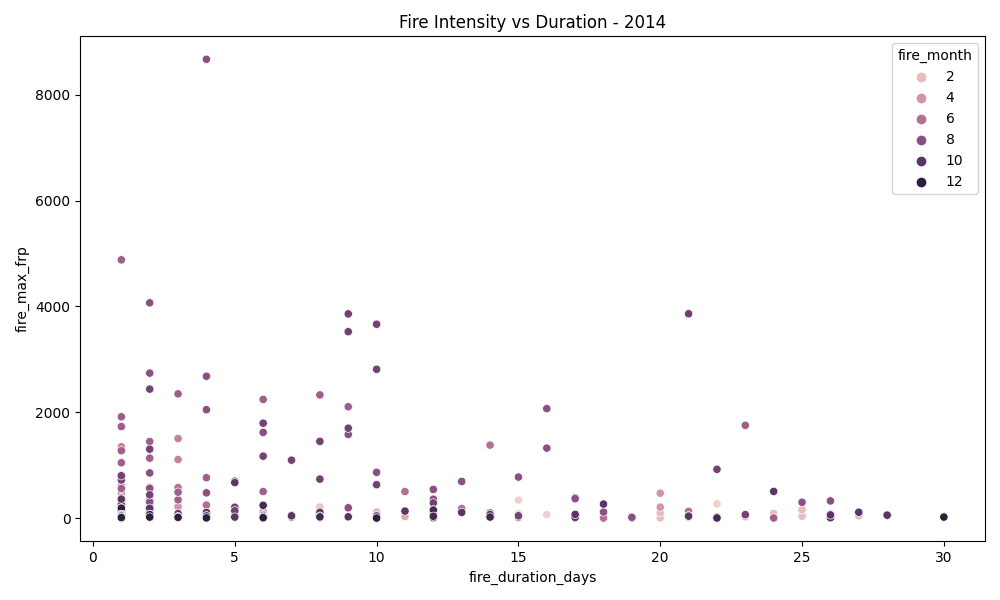 Fire Intensity vs Duration - 2014
fire_max_frp
8000
6000
4000
2000
0
0 5 10 15 20 25 30
fire_duration_days
fire_month
2
4
6
8
10
12